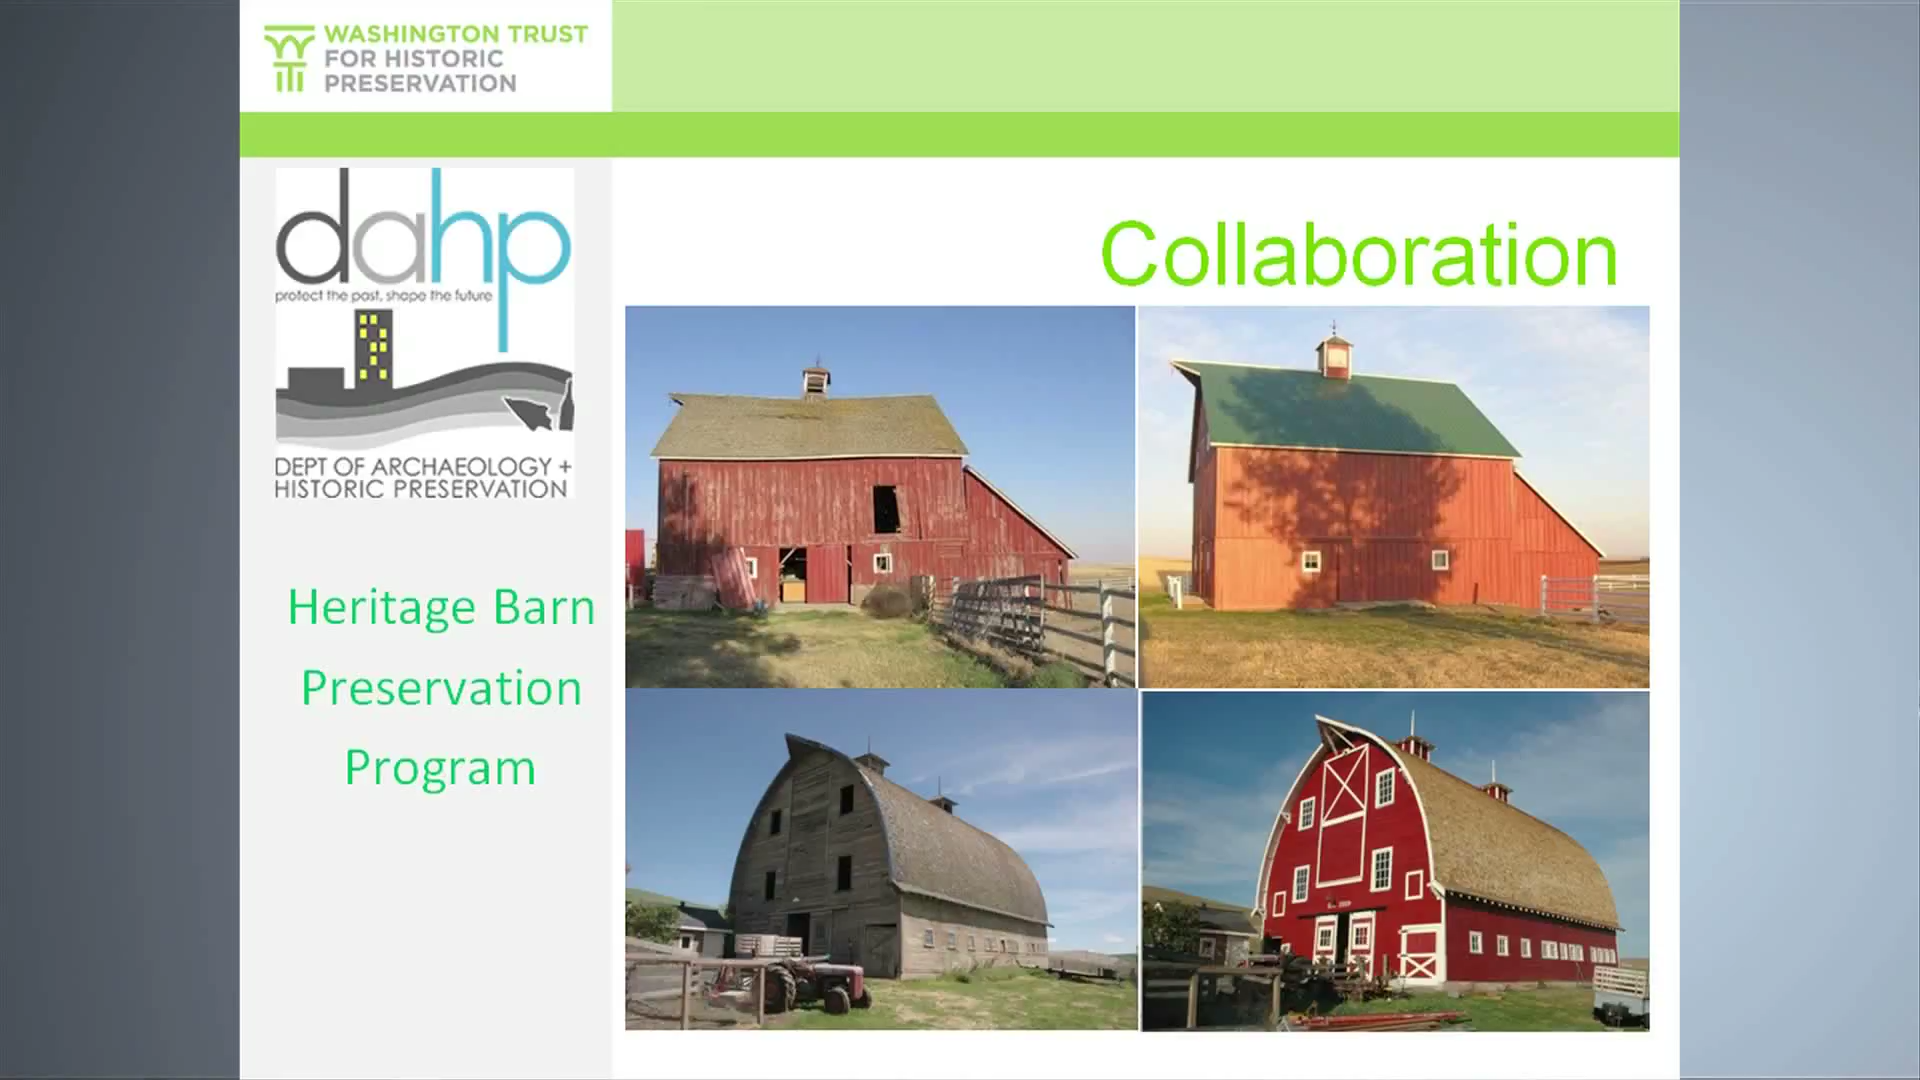 WASHINGTON TRUST
FOR HISTORIC
PRESERVATION
dahp
protect the past, shape the future
DEPT OF ARCHAEOLOGY +
HISTORIC PRESERVATION
Heritage Barn
Preservation
Program
Collaboration